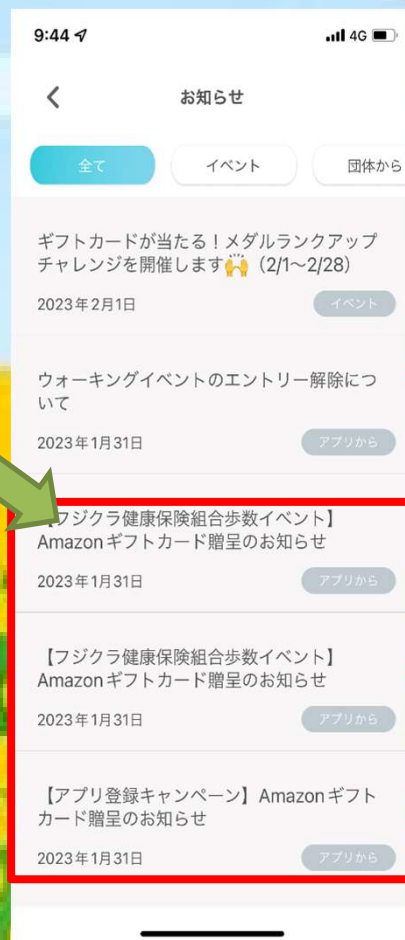 9:44
4G
お知らせ
全て
イベント
団体から
ギフトカードが当たる！メダルランクアップ
チャレンジを開催します🙌（2/1～2/28）
2023年2月1日
イベント
ウォーキングイベントのエントリー解除につ
いて
2023年1月31日
アプリから
【フジクラ健康保険組合歩数イベント】
Amazonギフトカード贈呈のお知らせ
2023年1月31日
アプリから
【フジクラ健康保険組合歩数イベント】
Amazonギフトカード贈呈のお知らせ
2023年1月31日
アプリから
【アプリ登録キャンペーン】Amazonギフト
カード贈呈のお知らせ
2023年1月31日
アプリから